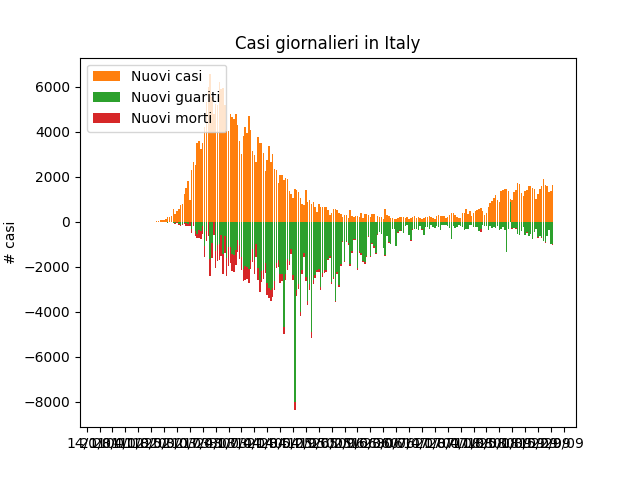 Casi giornalieri in Italy
Nuovi casi
Nuovi guariti
Nuovi morti
# casi
6000
4000
2000
0
−2000
−4000
−6000
−8000